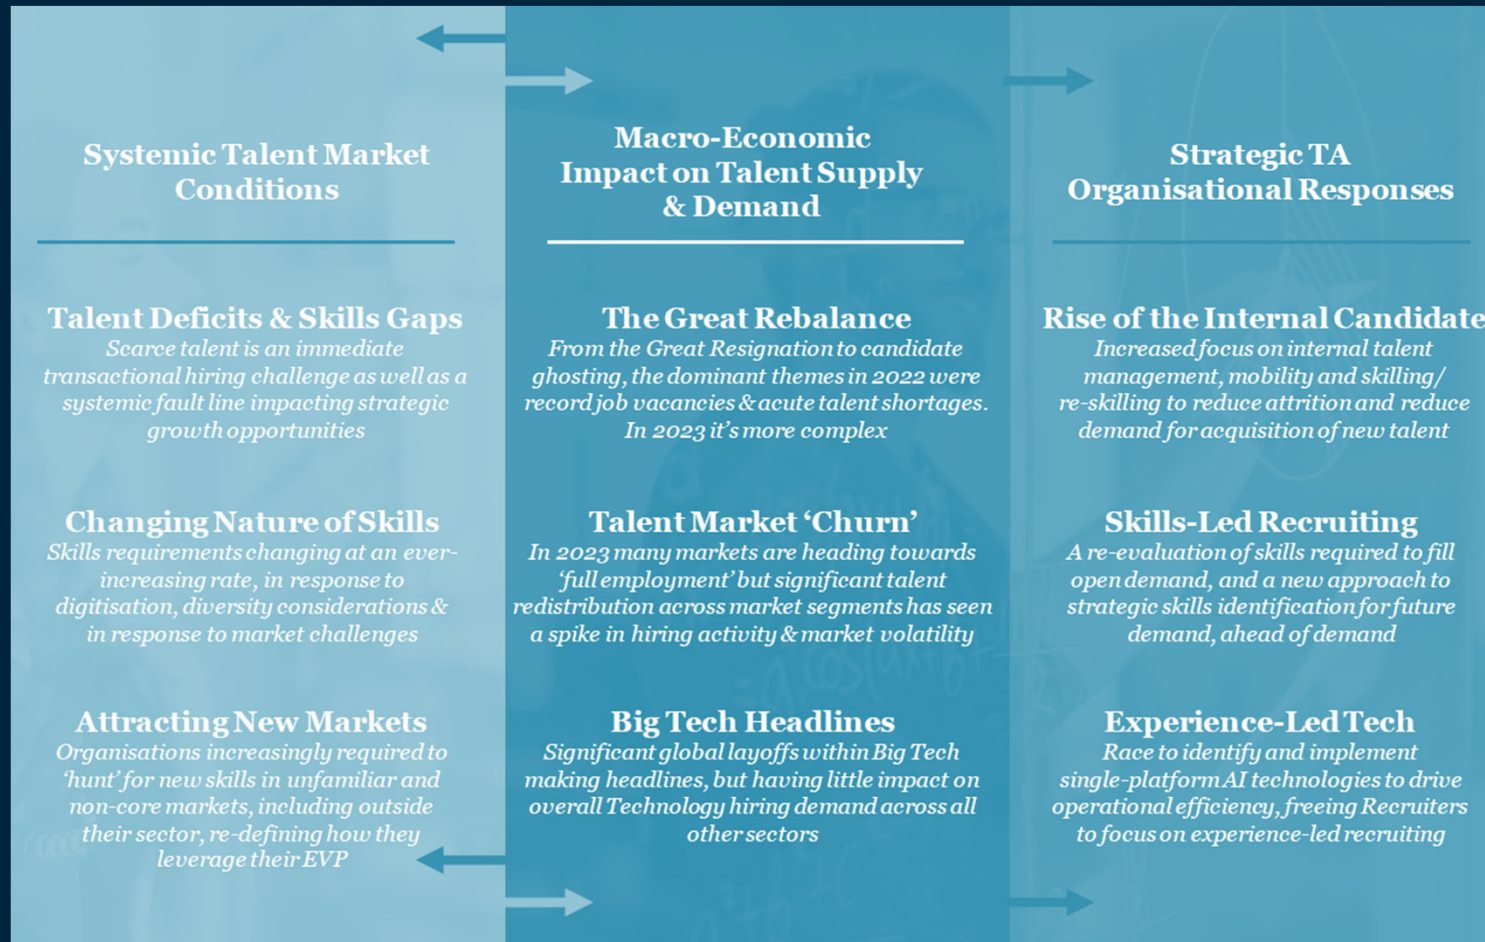 Systemic Talent Market
Conditions
Talent Deficits & Skills Gaps
Scarce talent is an immediate
transactional hiring challenge as well as a
systemic fault line impacting strategic
growth opportunities
Changing Nature of Skills
Skills requirements changing at an ever-
increasing rate, in response to
digitisation, diversity considerations &
in response to market challenges
Attracting New Markets
Organisations increasingly required to
‘hunt’ for new skills in unfamiliar and
non-core markets, including outside
their sector, re-defining how they
leverage their EVP
Macro-Economic
Impact on Talent Supply
& Demand
The Great Rebalance
From the Great Resignation to candidate
ghosting, the dominant themes in 2022 were
record job vacancies & acute talent shortages.
In 2023 it’s more complex
Talent Market ‘Churn’
In 2023 many markets are heading towards
‘full employment’ but significant talent
redistribution across market segments has seen
a spike in hiring activity & market volatility
Big Tech Headlines
Significant global layoffs within Big Tech
making headlines, but having little impact on
overall Technology hiring demand across all
other sectors
Strategic TA
Organisational Responses
Rise of the Internal Candidate
Increased focus on internal talent
management, mobility and skilling/
re-skilling to reduce attrition and reduce
demand for acquisition of new talent
Skills-Led Recruiting
A re-evaluation of skills required to fill
open demand, and a new approach to
strategic skills identification for future
demand, ahead of demand
Experience-Led Tech
Race to identify and implement
single-platform AI technologies to drive
operational efficiency, freeing Recruiters
to focus on experience-led recruiting